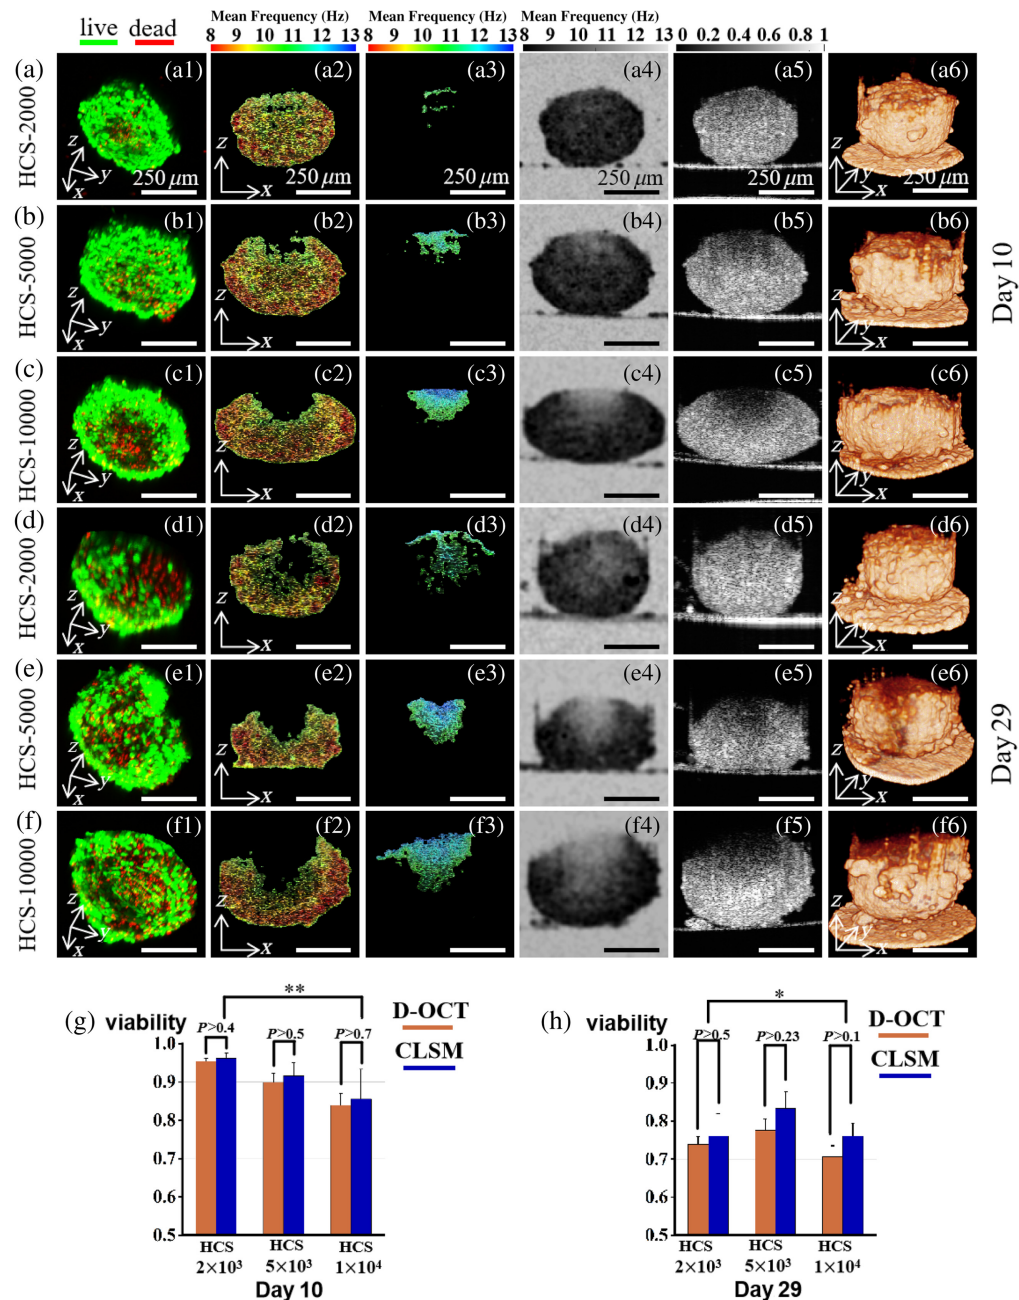 live dead Mean Frequency (Hz) Mean Frequency (Hz) Mean Frequency (Hz)
8 9 10 11 12 13 8 9 10 11 12 13 8 9 10 11 12 13 0 0.2 0.4 0.6 0.8 1
(a) HCS-2000 (a1) (a2) (a3) (a4) (a5) (a6)
z y x 250 μm z x 250 μm 250 μm 250 μm 250 μm z 250 μm
(b) HCS-5000 (b1) (b2) (b3) (b4) (b5) (b6)
z y x z x z y x
Day 10
(c) HCS-10000 (c1) (c2) (c3) (c4) (c5) (c6)
z y x z x z y x
(d) HCS-2000 (d1) (d2) (d3) (d4) (d5) (d6)
z y x z x z y x
(e) HCS-5000 (e1) (e2) (e3) (e4) (e5) (e6)
z y x z x z y x
Day 29
(f) HCS-10000 (f1) (f2) (f3) (f4) (f5) (f6)
z y x z x z y x
(g) viability
**
P>0.4 P>0.5 P>0.7
D-OCT
CLSM
1.0
0.9
0.8
0.7
0.6
0.5
HCS HCS HCS
2×10³ 5×10³ 1×10⁴
Day 10
(h) viability
*
P>0.5 P>0.23 P>0.1
D-OCT
CLSM
1.0
0.9
0.8
0.7
0.6
0.5
HCS HCS HCS
2×10³ 5×10³ 1×10⁴
Day 29